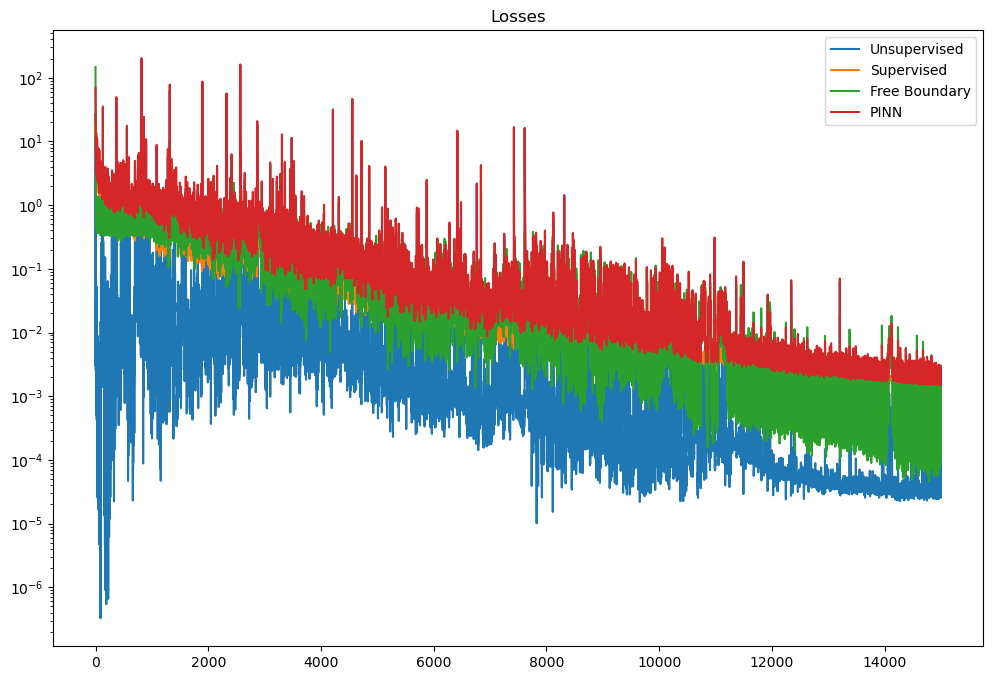 Losses
Unsupervised
Supervised
Free Boundary
PINN
10²
10¹
10⁰
10⁻¹
10⁻²
10⁻³
10⁻⁴
10⁻⁵
10⁻⁶
0 2000 4000 6000 8000 10000 12000 14000